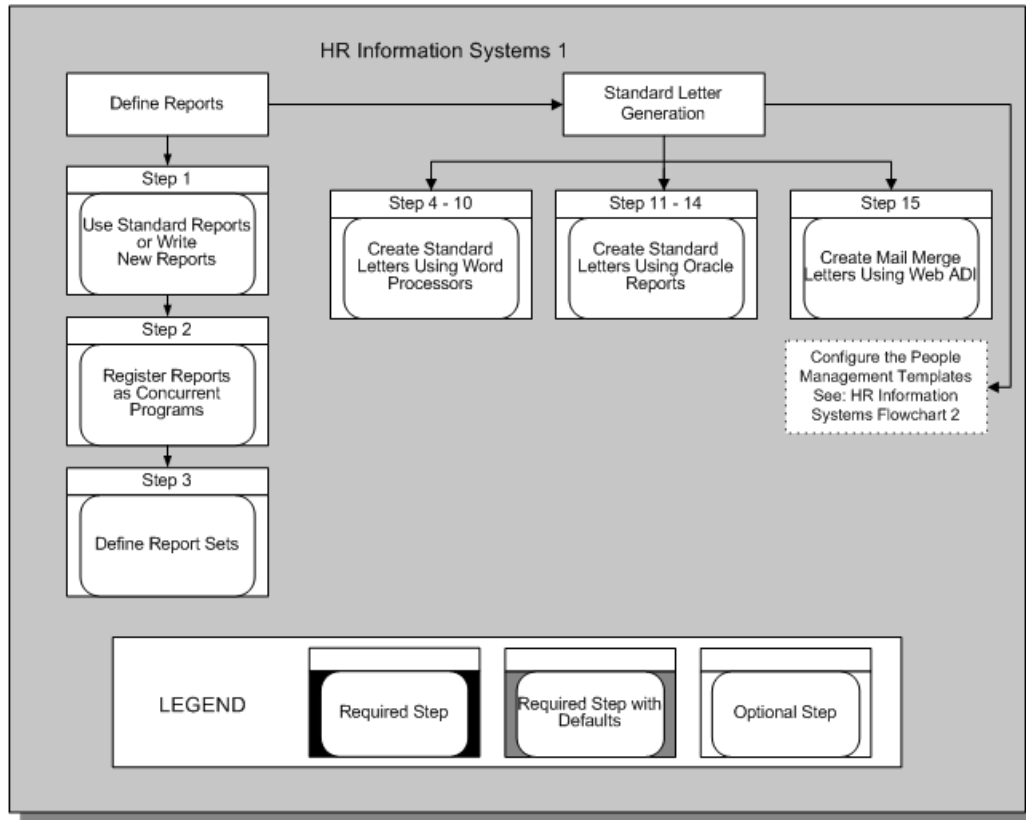 HR Information Systems 1
Define Reports
Standard Letter
Generation
Step 1
Use Standard Reports
or Write
New Reports
Step 4 - 10
Create Standard
Letters Using Word
Processors
Step 11 - 14
Create Standard
Letters Using Oracle
Reports
Step 15
Create Mail Merge
Letters Using Web ADI
Step 2
Register Reports
as Concurrent
Programs
Configure the People
Management Templates
See: HR Information
Systems Flowchart 2
Step 3
Define Report Sets
LEGEND
Required Step
Required Step with
Defaults
Optional Step